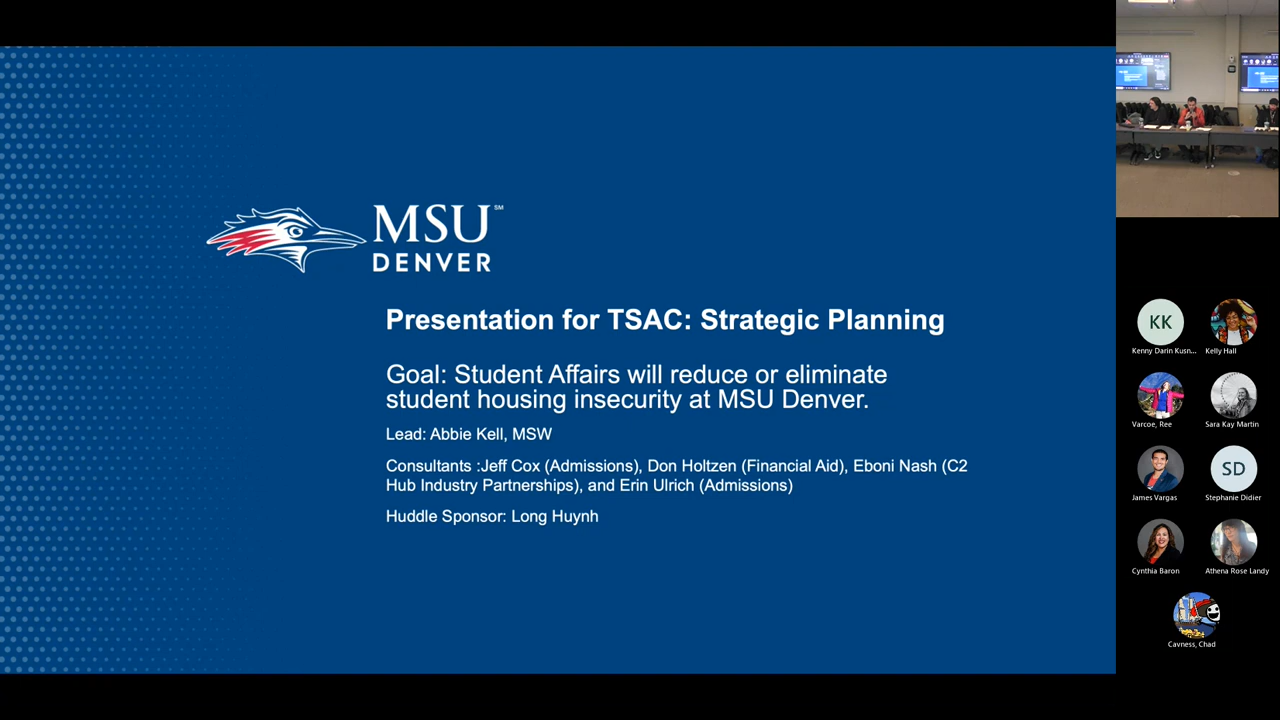 MSU
SM
DENVER
Presentation for TSAC: Strategic Planning
Goal: Student Affairs will reduce or eliminate
student housing insecurity at MSU Denver.
Lead: Abbie Kell, MSW
Consultants :Jeff Cox (Admissions), Don Holtzen (Financial Aid), Eboni Nash (C2
Hub Industry Partnerships), and Erin Ulrich (Admissions)
Huddle Sponsor: Long Huynh
KK
Kenny Darin Kusn...
Kelly Hall
Varcoe, Ree
Sara Kay Martin
James Vargas
SD
Stephanie Didier
Cynthia Baron
Athena Rose Landy
Cavness, Chad